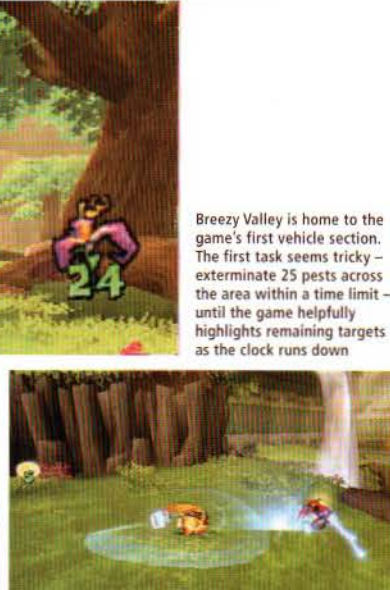 24
Breezy Valley is home to the
game's first vehicle section.
The first task seems tricky –
exterminate 25 pests across
the area within a time limit –
until the game helpfully
highlights remaining targets
as the clock runs down